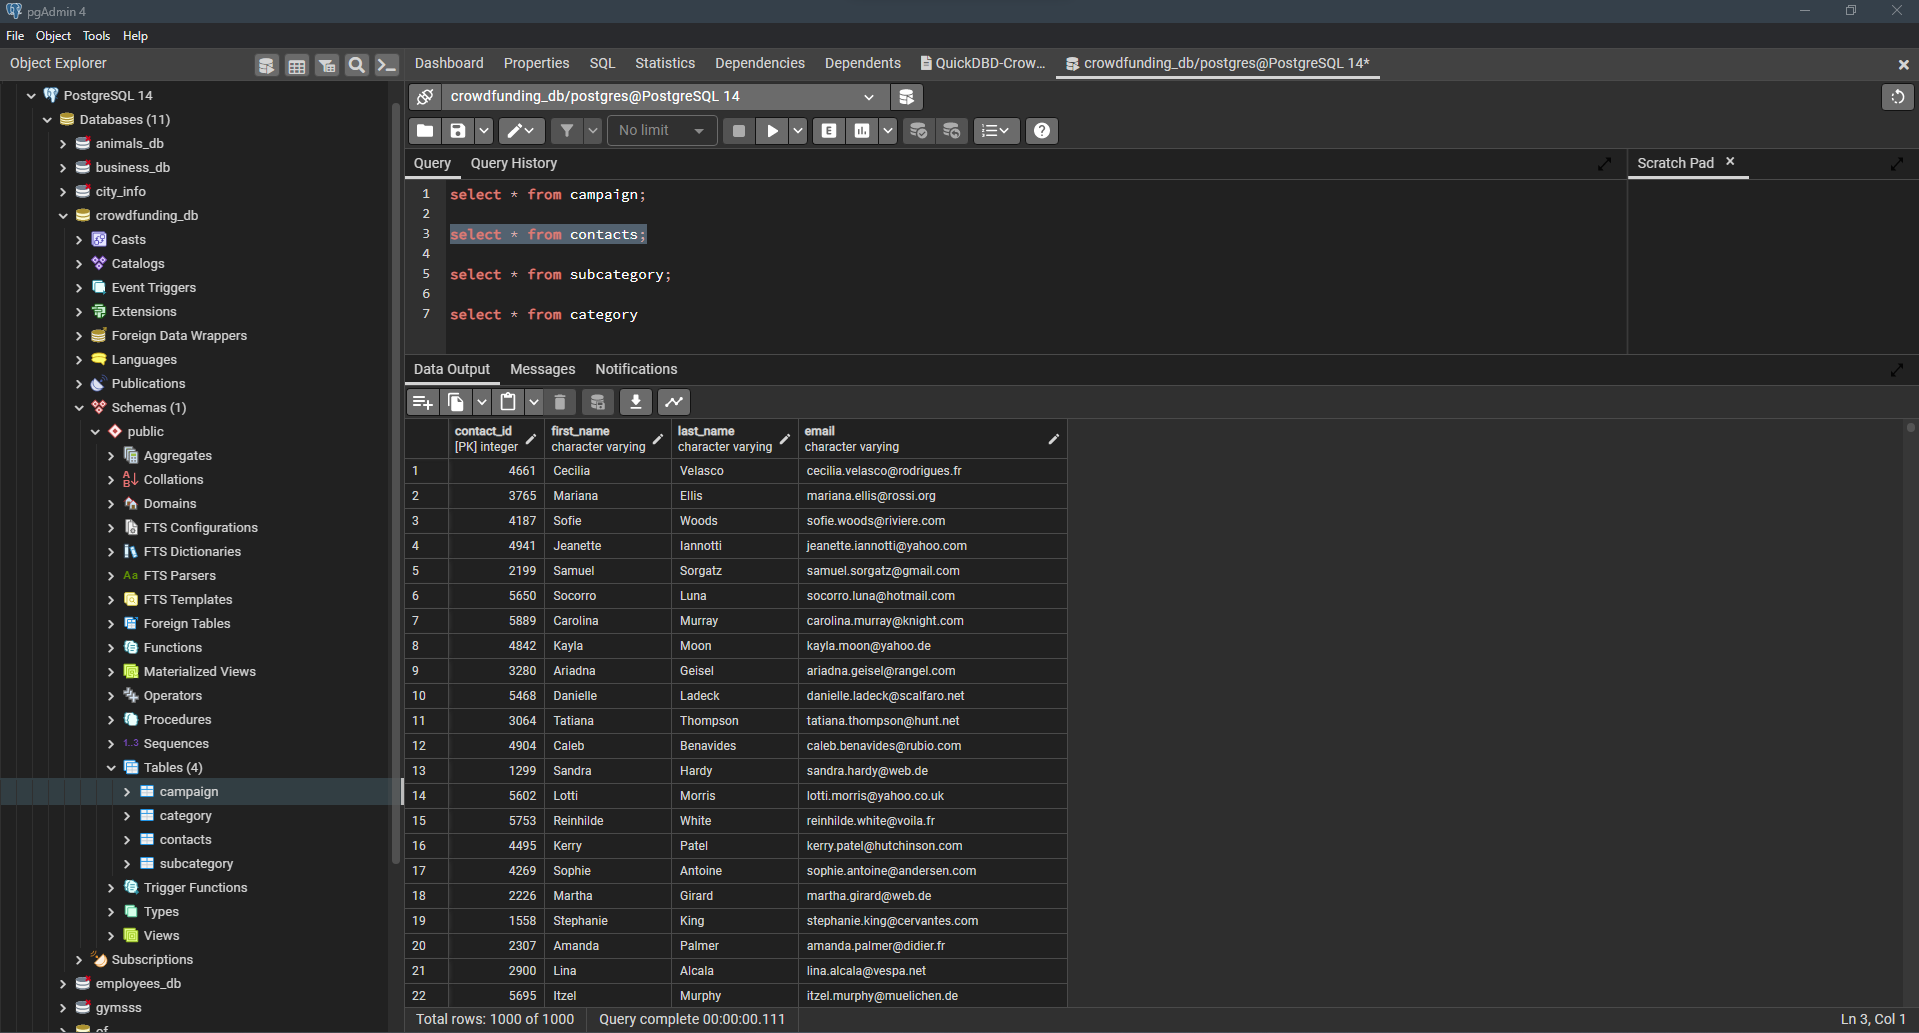 pgAdmin 4
File Object Tools Help
Object Explorer
Dashboard Properties SQL Statistics Dependencies Dependents QuickDBD-Crow... crowdfunding_db/postgres@PostgreSQL 14*
PostgreSQL 14
Databases (11)
animals_db
business_db
city_info
crowdfunding_db
Casts
Catalogs
Event Triggers
Extensions
Foreign Data Wrappers
Languages
Publications
Schemas (1)
public
Aggregates
Collations
Domains
FTS Configurations
FTS Dictionaries
Aa FTS Parsers
FTS Templates
Foreign Tables
Functions
Materialized Views
Operators
Procedures
1..3 Sequences
Tables (4)
campaign
category
contacts
subcategory
Trigger Functions
Types
Views
Subscriptions
employees_db
gymsss
crowdfunding_db/postgres@PostgreSQL 14
No limit E
Query Query History
Scratch Pad
1 select * from campaign;
2
3 select * from contacts;
4
5 select * from subcategory;
6
7 select * from category
Data Output Messages Notifications
contact_id first_name last_name email
[PK] integer character varying character varying character varying
1 4661 Cecilia Velasco cecilia.velasco@rodrigues.fr
2 3765 Mariana Ellis mariana.ellis@rossi.org
3 4187 Sofie Woods sofie.woods@riviere.com
4 4941 Jeanette Iannotti jeanette.iannotti@yahoo.com
5 2199 Samuel Sorgatz samuel.sorgatz@gmail.com
6 5650 Socorro Luna socorro.luna@hotmail.com
7 5889 Carolina Murray carolina.murray@knight.com
8 4842 Kayla Moon kayla.moon@yahoo.de
9 3280 Ariadna Geisel ariadna.geisel@rangel.com
10 5468 Danielle Ladeck danielle.ladeck@scalfaro.net
11 3064 Tatiana Thompson tatiana.thompson@hunt.net
12 4904 Caleb Benavides caleb.benavides@rubio.com
13 1299 Sandra Hardy sandra.hardy@web.de
14 5602 Lotti Morris lotti.morris@yahoo.co.uk
15 5753 Reinhilde White reinhilde.white@voila.fr
16 4495 Kerry Patel kerry.patel@hutchinson.com
17 4269 Sophie Antoine sophie.antoine@andersen.com
18 2226 Martha Girard martha.girard@web.de
19 1558 Stephanie King stephanie.king@cervantes.com
20 2307 Amanda Palmer amanda.palmer@didier.fr
21 2900 Lina Alcala lina.alcala@vespa.net
22 5695 Itzel Murphy itzel.murphy@muelichen.de
Total rows: 1000 of 1000 Query complete 00:00:00.111
Ln 3, Col 1